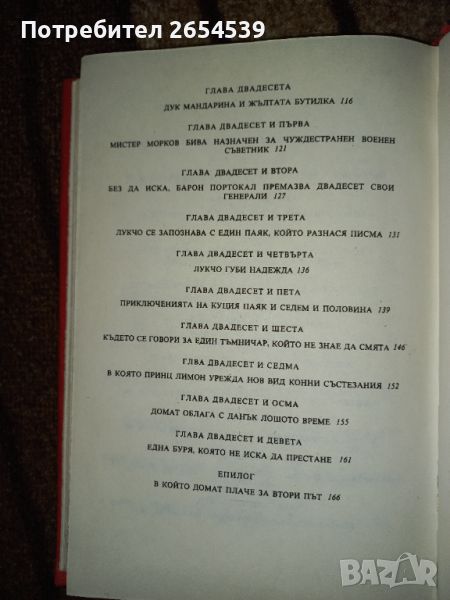 Потребител 2654539
ГЛАВА ДВАДЕСЕТА
ДУК МАНДАРИНА И ЖЪЛТАТА БУТИЛКА 116
ГЛАВА ДВАДЕСЕТ И ПЪРВА
МИСТЕР МОРКОВ БИВА НАЗНАЧЕН ЗА ЧУЖДЕСТРАНЕН ВОЕНЕН
СЪВЕТНИК 121
ГЛАВА ДВАДЕСЕТ И ВТОРА
БЕЗ ДА ИСКА, БАРОН ПОРТОКАЛ ПРЕМАЗВА ДВАДЕСЕТ СВОИ
ГЕНЕРАЛИ 127
ГЛАВА ДВАДЕСЕТ И ТРЕТА
ЛУКЧО СЕ ЗАПОЗНАВА С ЕДИН ПАЯК, КОЙТО РАЗНАСЯ ПИСМА 131
ГЛАВА ДВАДЕСЕТ И ЧЕТВЪРТА
ЛУКЧО ГУБИ НАДЕЖДА 136
ГЛАВА ДВАДЕСЕТ И ПЕТА
ПРИКЛЮЧЕНИЯТА НА КУЦИЯ ПАЯК И СЕДЕМ И ПОЛОВИНА 139
ГЛАВА ДВАДЕСЕТ И ШЕСТА
КЪДЕТО СЕ ГОВОРИ ЗА ЕДИН ТЪМНИЧАР, КОЙТО НЕ ЗНАЕ ДА СМЯТА 146
ГЛВА ДВАДЕСЕТ И СЕДМА
В КОЯТО ПРИНЦ ЛИМОН УРЕЖДА НОВ ВИД КОННИ СЪСТЕЗАНИЯ 152
ГЛАВА ДВАДЕСЕТ И ОСМА
ДОМАТ ОБЛАГА С ДАНЪК ЛОШОТО ВРЕМЕ 155
ГЛАВА ДВАДЕСЕТ И ДЕВЕТА
ЕДНА БУРЯ, КОЯТО НЕ ИСКА ДА ПРЕСТАНЕ 161
ЕПИЛОГ
В КОЙТО ДОМАТ ПЛАЧЕ ЗА ВТОРИ ПЪТ 166
BAZAR